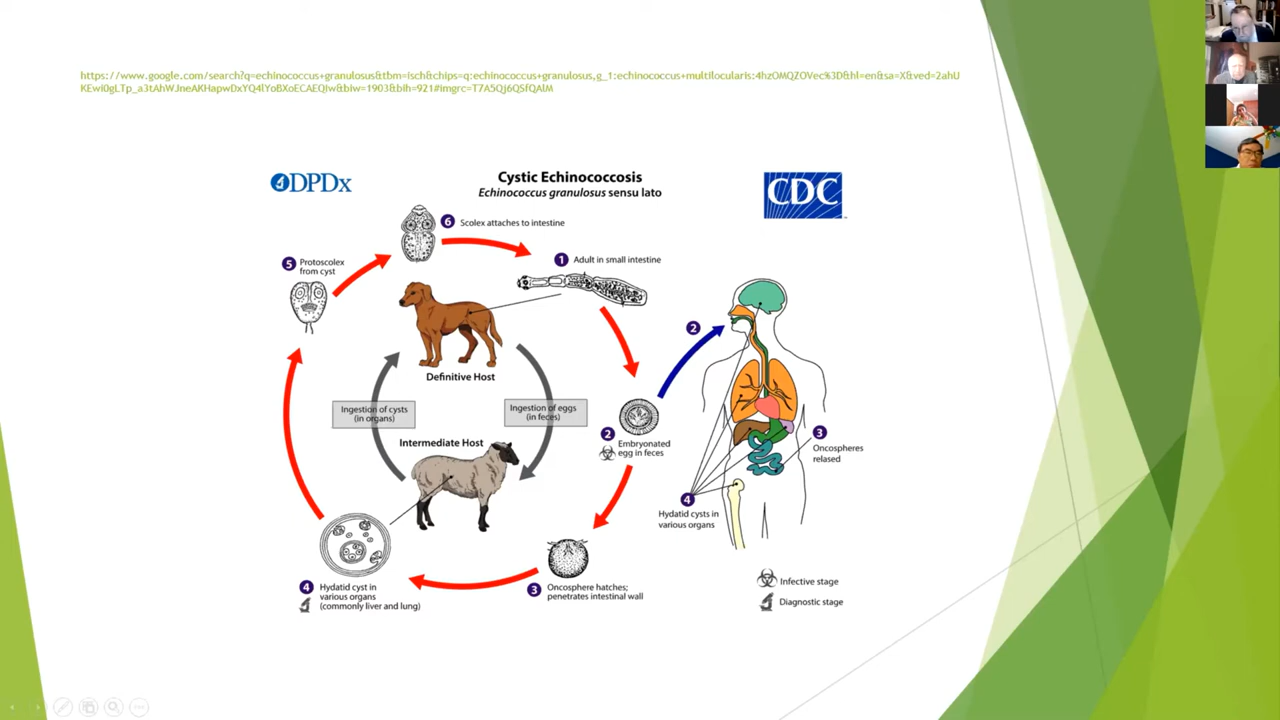 https://www.google.com/search?q=echinococcus+granulosus&tbm=isch&chips=q:echinococcus+granulosus,g_1:echinococcus+multilocularis:4hzOMQZOVec%3D&hl=en&sa=X&ved=2ahU
KEwi0gLTp_a3tAhWJneAKHapwDxYQ4lYoBXoECAEQIw&biw=1903&bih=921#imgrc=T7A5Qj6QSfQAlM
DPDx
Cystic Echinococcosis
Echinococcus granulosus sensu lato
CDC
6 Scolex attaches to intestine
5 Protoscolex
from cyst
1 Adult in small intestine
2
Definitive Host
Ingestion of cysts
(in organs)
Ingestion of eggs
(in feces)
Intermediate Host
2 Embryonated
egg in feces
3
Oncospheres
relased
4
Hydatid cysts in
various organs
4 Hydatid cyst in
various organs
(commonly liver and lung)
3 Oncosphere hatches;
penetrates intestinal wall
Infective stage
Diagnostic stage